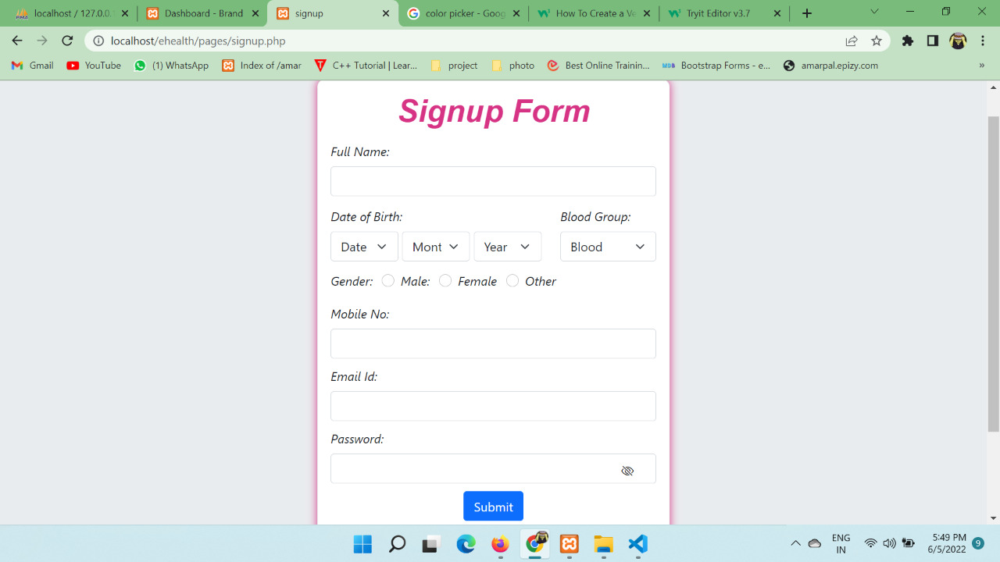 localhost / 127.0.0.1
Dashboard - Brand
signup
color picker - Goog
How To Create a Ve
Tryit Editor v3.7
localhost/ehealth/pages/signup.php
Gmail
YouTube
(1) WhatsApp
Index of /amar
C++ Tutorial | Lear...
project
photo
Best Online Trainin...
MDB
Bootstrap Forms - e...
amarpal.epizy.com
»
Signup Form
Full Name:
Date of Birth:
Blood Group:
Date
Mont
Year
Blood
Gender:
Male:
Female
Other
Mobile No:
Email Id:
Password:
Submit
ENG
IN
5:49 PM
6/5/2022
9